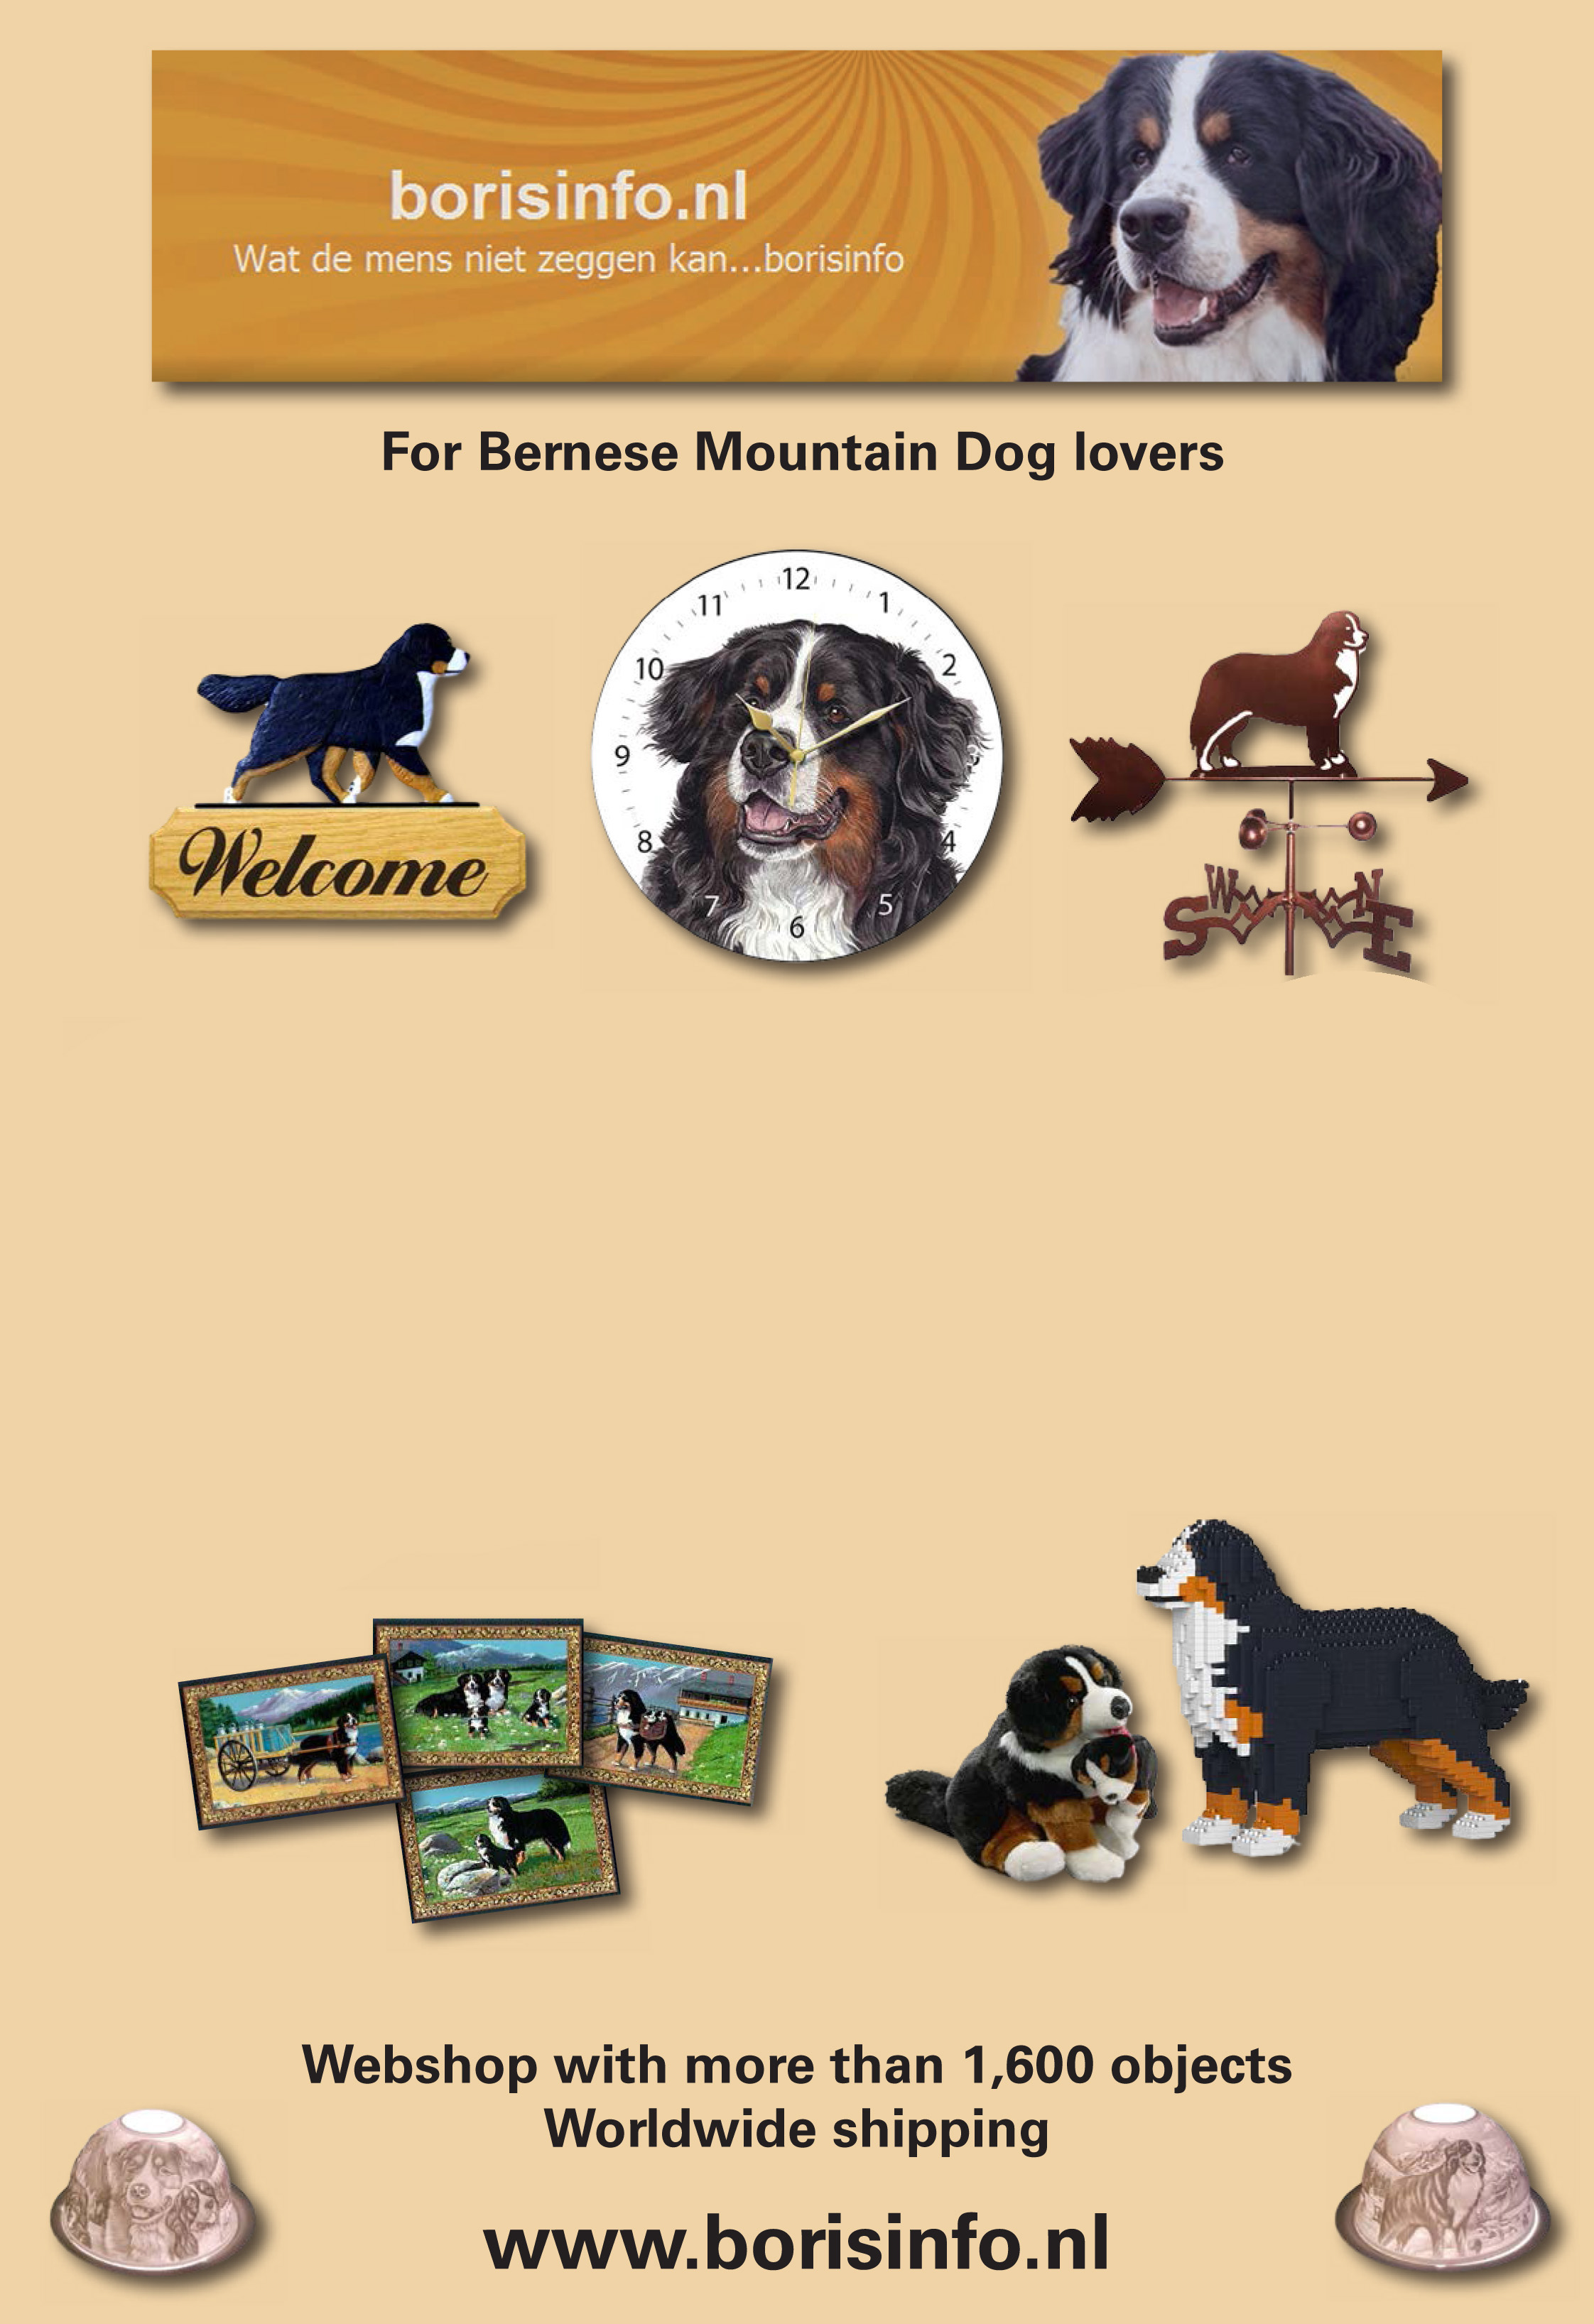 borisinfo.nl
Wat de mens niet zeggen kan...borisinfo
For Bernese Mountain Dog lovers
Welcome
12
11
1
10
2
9
8
4
7
5
6
W N
S E
Webshop with more than 1,600 objects
Worldwide shipping
www.borisinfo.nl